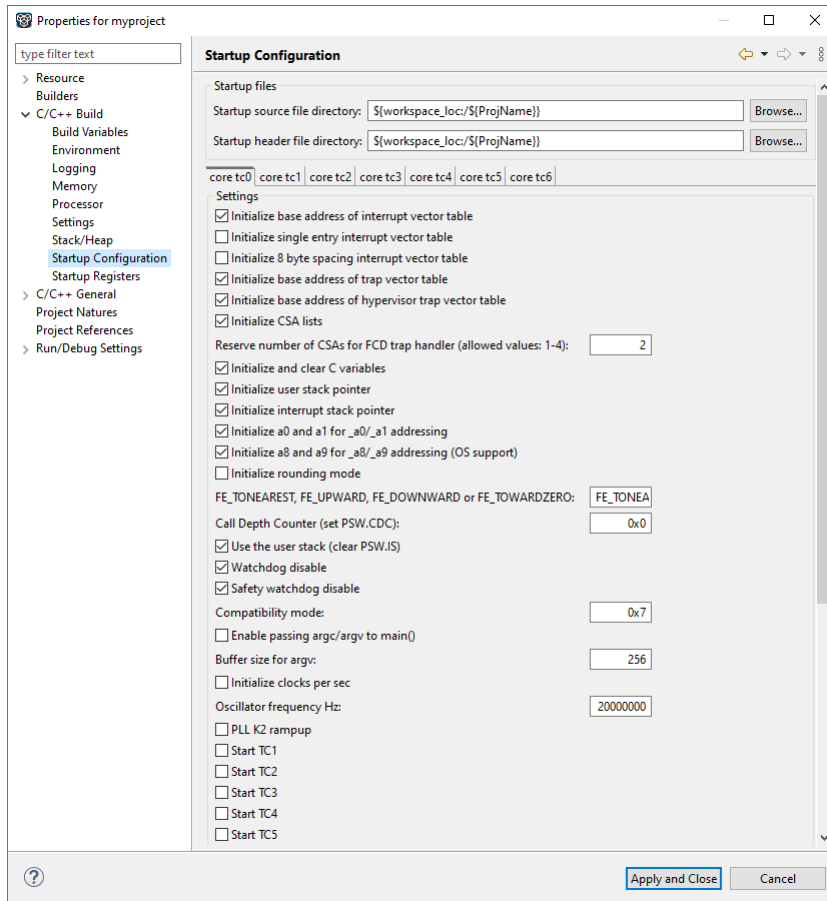 Properties for myproject
type filter text
Resource
Builders
C/C++ Build
Build Variables
Environment
Logging
Memory
Processor
Settings
Stack/Heap
Startup Configuration
Startup Registers
C/C++ General
Project Natures
Project References
Run/Debug Settings
Startup Configuration
Startup files
Startup source file directory: ${workspace_loc:/${ProjName}} Browse...
Startup header file directory: ${workspace_loc:/${ProjName}} Browse...
core tc0 core tc1 core tc2 core tc3 core tc4 core tc5 core tc6
Settings
Initialize base address of interrupt vector table
Initialize single entry interrupt vector table
Initialize 8 byte spacing interrupt vector table
Initialize base address of trap vector table
Initialize base address of hypervisor trap vector table
Initialize CSA lists
Reserve number of CSAs for FCD trap handler (allowed values: 1-4): 2
Initialize and clear C variables
Initialize user stack pointer
Initialize interrupt stack pointer
Initialize a0 and a1 for _a0/_a1 addressing
Initialize a8 and a9 for _a8/_a9 addressing (OS support)
Initialize rounding mode
FE_TONEAREST, FE_UPWARD, FE_DOWNWARD or FE_TOWARDZERO: FE_TONEA
Call Depth Counter (set PSW.CDC): 0x0
Use the user stack (clear PSW.IS)
Watchdog disable
Safety watchdog disable
Compatibility mode: 0x7
Enable passing argc/argv to main()
Buffer size for argv: 256
Initialize clocks per sec
Oscillator frequency Hz: 20000000
PLL K2 rampup
Start TC1
Start TC2
Start TC3
Start TC4
Start TC5
? Apply and Close Cancel